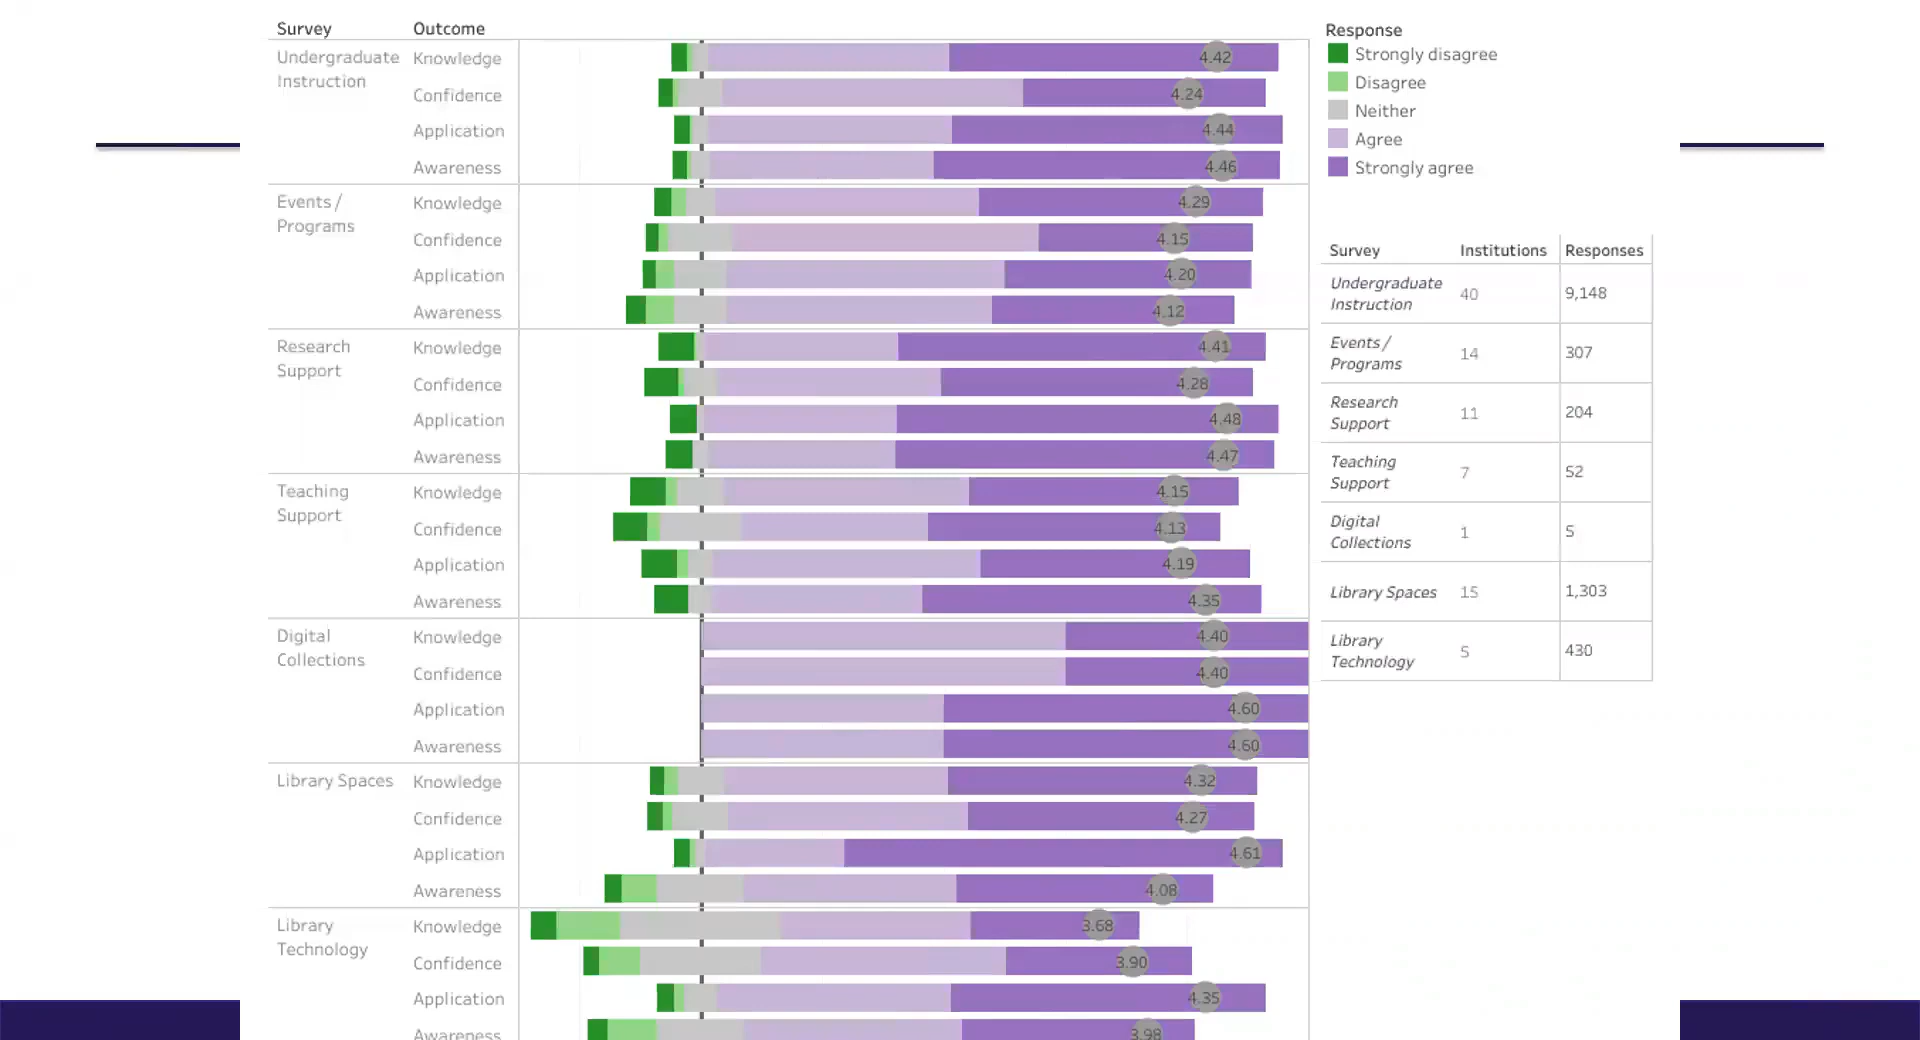 Survey Outcome
Undergraduate Knowledge 4.42
Instruction
Confidence 4.24
Application 4.44
Awareness 4.46
Events / Knowledge 4.29
Programs
Confidence 4.15
Application 4.20
Awareness 4.12
Research Knowledge 4.41
Support
Confidence 4.28
Application 4.48
Awareness 4.47
Teaching Knowledge 4.15
Support
Confidence 4.13
Application 4.19
Awareness 4.35
Digital Knowledge 4.40
Collections
Confidence 4.40
Application 4.60
Awareness 4.60
Library Spaces Knowledge 4.32
Confidence 4.27
Application 4.61
Awareness 4.08
Library Knowledge 3.68
Technology
Confidence 3.90
Application 4.35
Awareness 3.98
Response
Strongly disagree
Disagree
Neither
Agree
Strongly agree
Survey Institutions Responses
Undergraduate
Instruction 40 9,148
Events /
Programs 14 307
Research
Support 11 204
Teaching
Support 7 52
Digital
Collections 1 5
Library Spaces 15 1,303
Library
Technology 5 430